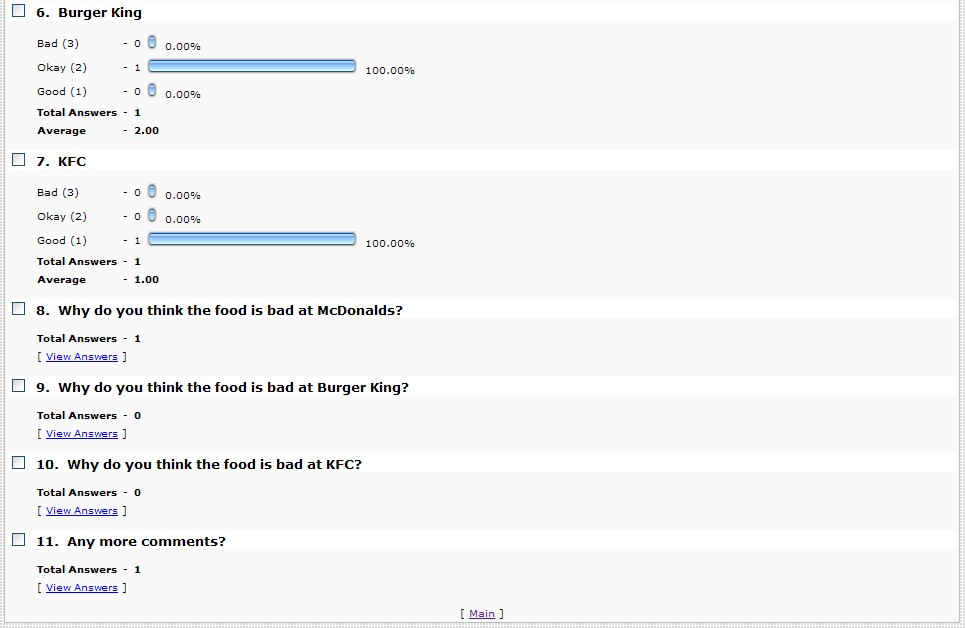 6. Burger King
Bad (3) - 0 0.00%
Okay (2) - 1 100.00%
Good (1) - 0 0.00%
Total Answers - 1
Average - 2.00
7. KFC
Bad (3) - 0 0.00%
Okay (2) - 0 0.00%
Good (1) - 1 100.00%
Total Answers - 1
Average - 1.00
8. Why do you think the food is bad at McDonalds?
Total Answers - 1
[ View Answers ]
9. Why do you think the food is bad at Burger King?
Total Answers - 0
[ View Answers ]
10. Why do you think the food is bad at KFC?
Total Answers - 0
[ View Answers ]
11. Any more comments?
Total Answers - 1
[ View Answers ]
[ Main ]